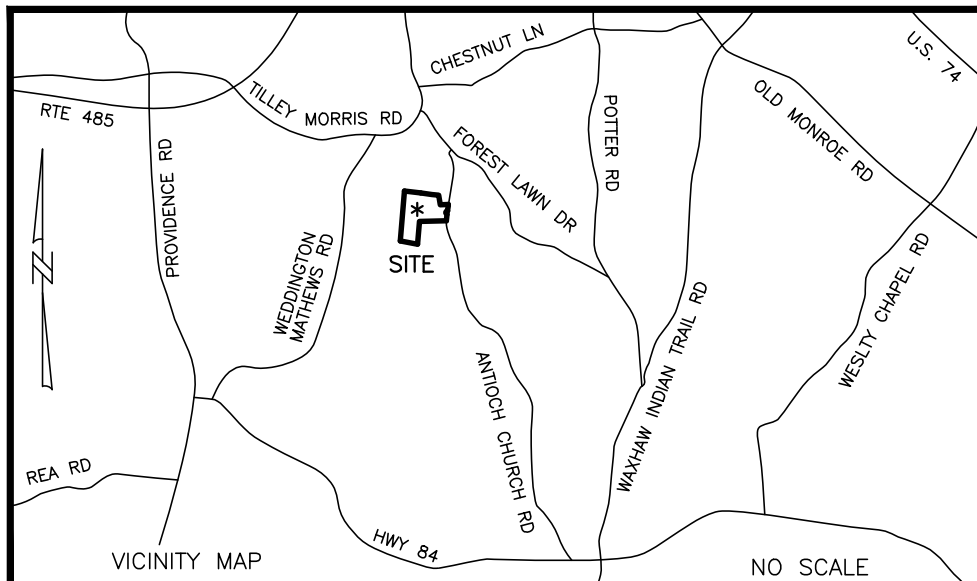 CHESTNUT LN
U.S. 74
TILLEY MORRIS RD
RTE 485
OLD MONROE RD
POTTER RD
FOREST LAWN DR
PROVIDENCE RD
N
*
SITE
WEDDINGTON
MATHEWS RD
WESLTY CHAPEL RD
WAXHAW INDIAN TRAIL RD
ANTIOCH CHURCH RD
REA RD
HWY 84
VICINITY MAP
NO SCALE